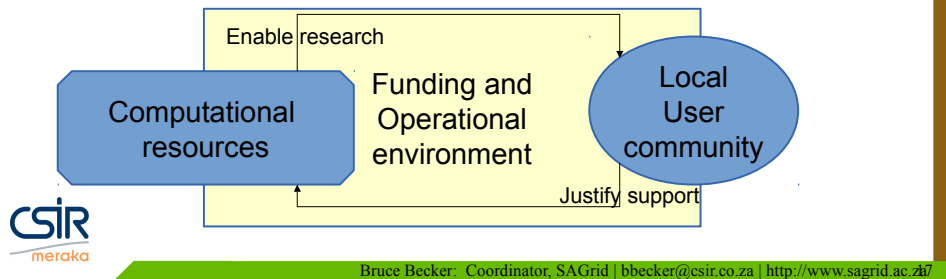 Enable research
Computational
resources
Funding and
Operational
environment
Local
User
community
Justify support
CSIR
meraka
Bruce Becker: Coordinator, SAGrid | bbecker@csir.co.za | http://www.sagrid.ac.za
17